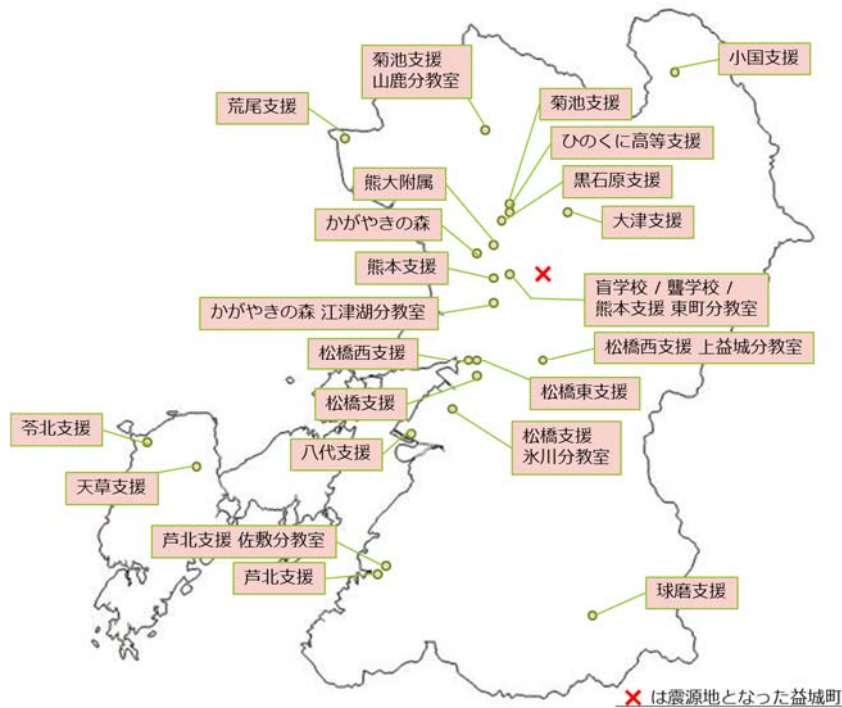 菊池支援
山鹿分教室
小国支援
荒尾支援
菊池支援
ひのくに高等支援
熊大附属
黒石原支援
かがやきの森
大津支援
熊本支援
盲学校 / 聾学校 /
熊本支援 東町分教室
かがやきの森 江津湖分教室
松橋西支援
松橋西支援 上益城分教室
松橋東支援
松橋支援
苓北支援
八代支援
松橋支援
氷川分教室
天草支援
芦北支援 佐敷分教室
芦北支援
球磨支援
× は震源地となった益城町